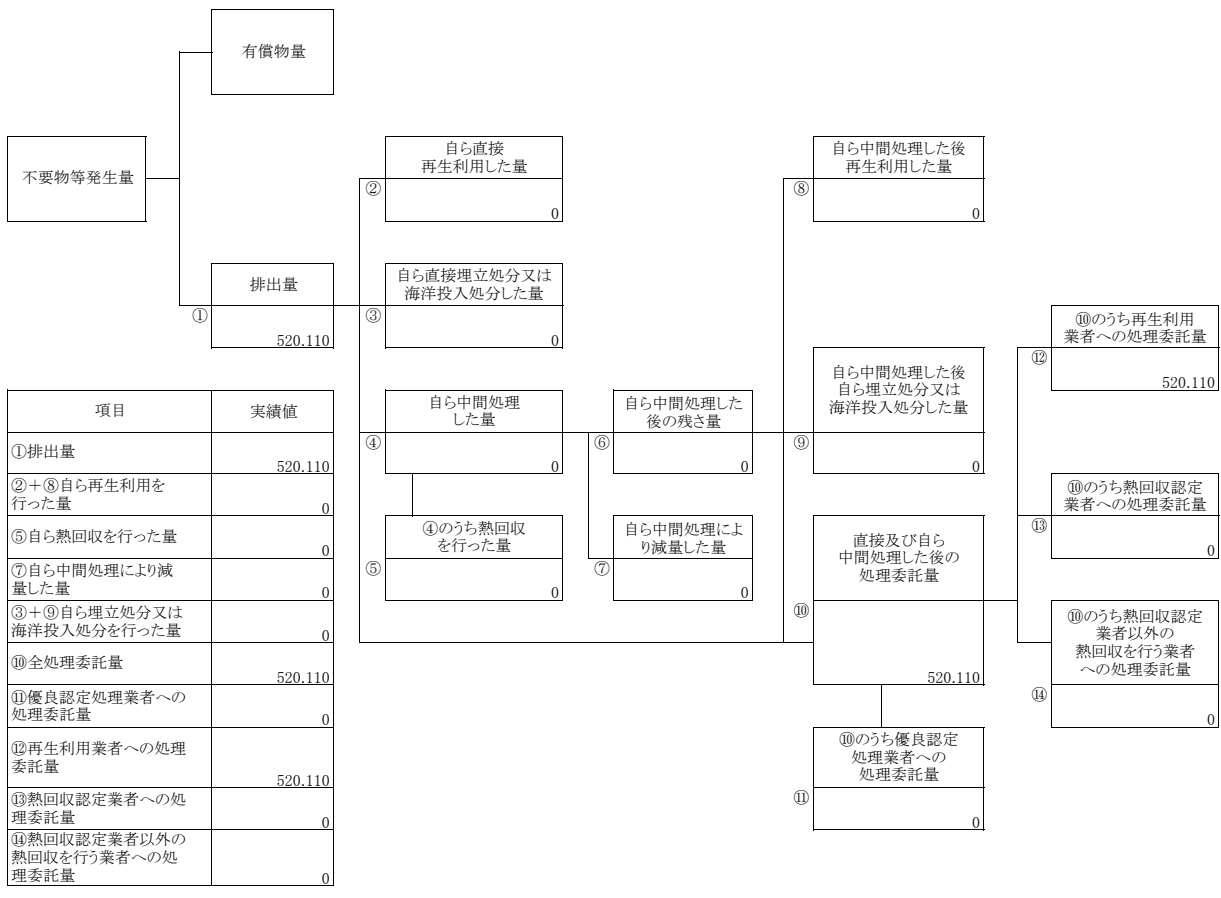 有償物量
不要物等発生量
自ら直接
再生利用した量
②
0
自ら中間処理した後
再生利用した量
⑧
0
排出量
①
520.110
自ら直接埋立処分又は
海洋投入処分した量
③
0
⑩のうち再生利用
業者への処理委託量
⑫
520.110
自ら中間処理
した量
④
0
自ら中間処理した
後の残さ量
⑥
0
自ら中間処理した後
自ら埋立処分又は
海洋投入処分した量
⑨
0
⑩のうち熱回収認定
業者への処理委託量
⑬
0
④のうち熱回収
を行った量
⑤
0
自ら中間処理によ
り減量した量
⑦
0
直接及び自ら
中間処理した後の
処理委託量
⑩
520.110
⑩のうち熱回収認定
業者以外の
熱回収を行う業者
への処理委託量
⑭
0
⑩のうち優良認定
処理業者への
処理委託量
⑪
0
項目
実績値
①排出量
520.110
②＋⑧自ら再生利用を
行った量
0
⑤自ら熱回収を行った量
0
⑦自ら中間処理により減
量した量
0
③＋⑨自ら埋立処分又は
海洋投入処分を行った量
0
⑩全処理委託量
520.110
⑪優良認定処理業者への
処理委託量
0
⑫再生利用業者への処理
委託量
520.110
⑬熱回収認定業者への処
理委託量
0
⑭熱回収認定業者以外の
熱回収を行う業者への処
理委託量
0